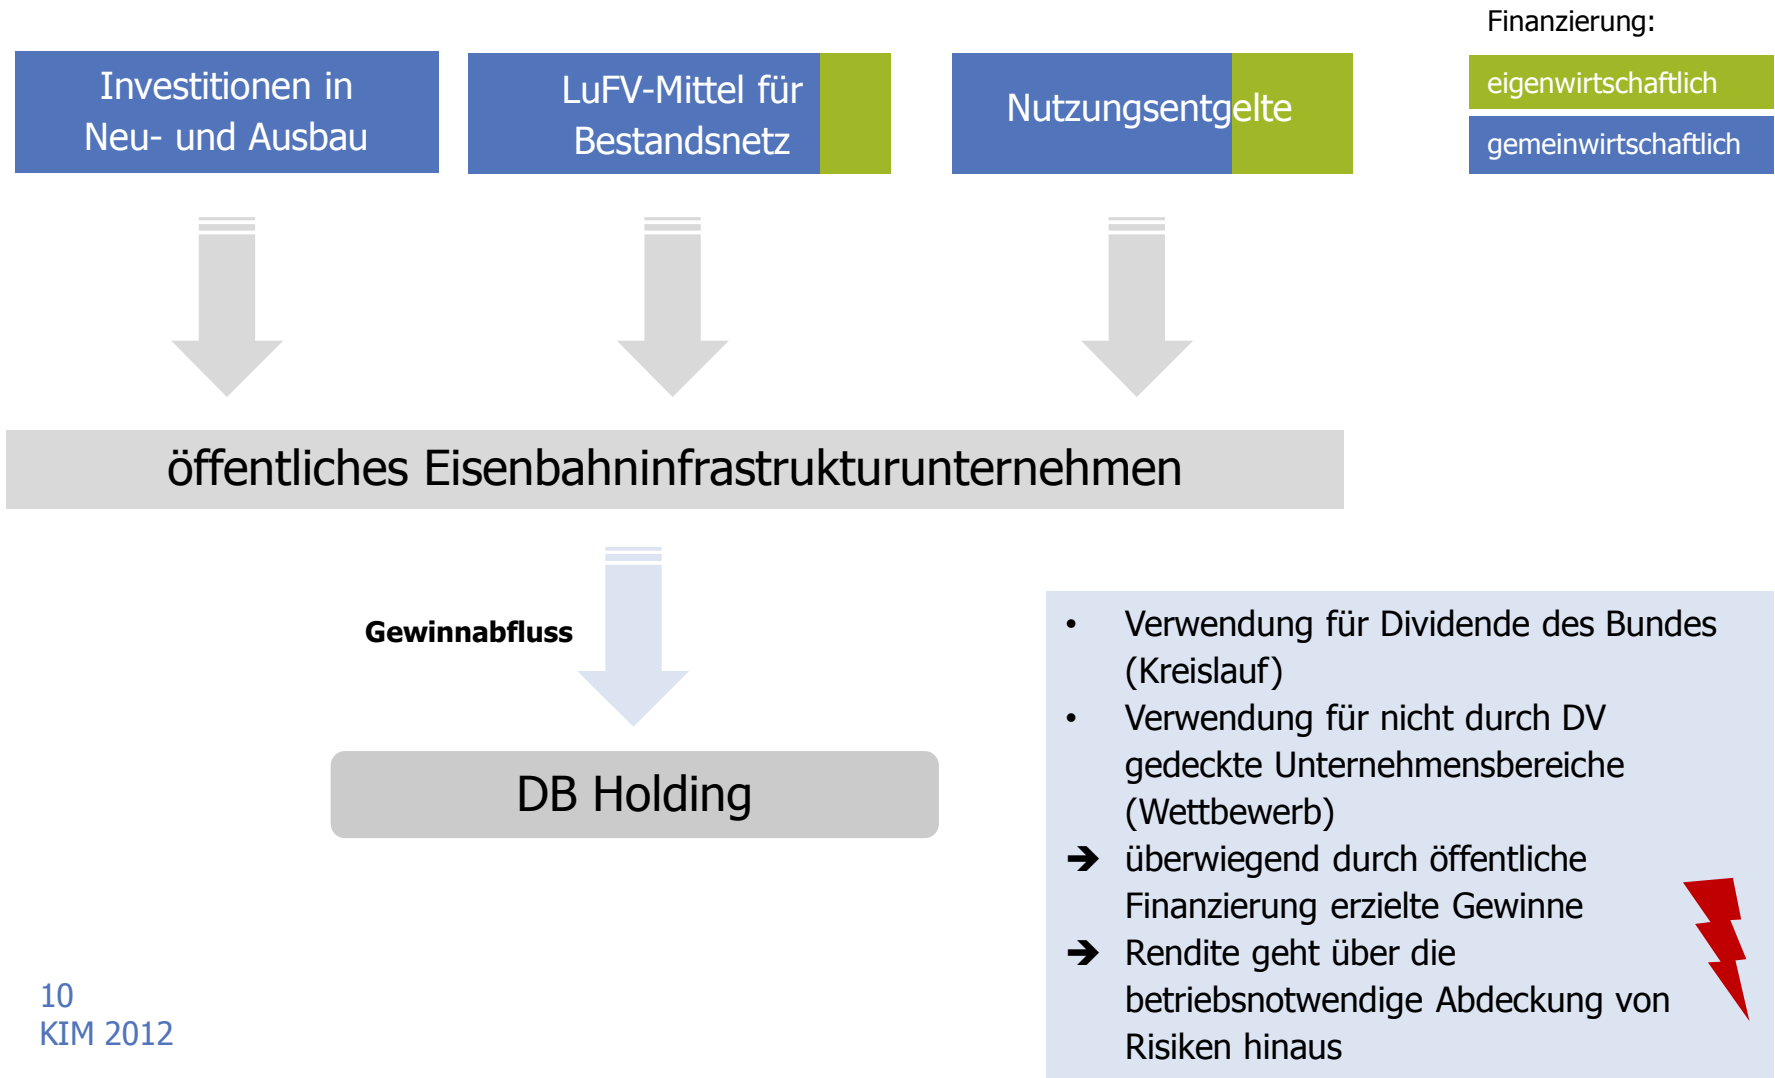 Finanzierung:
Investitionen in
Neu- und Ausbau
LuFV-Mittel für
Bestandsnetz
Nutzungsentgelte
eigenwirtschaftlich
gemeinwirtschaftlich
öffentliches Eisenbahninfrastrukturunternehmen
Gewinnabfluss
DB Holding
• Verwendung für Dividende des Bundes
(Kreislauf)
• Verwendung für nicht durch DV
gedeckte Unternehmensbereiche
(Wettbewerb)
➔ überwiegend durch öffentliche
Finanzierung erzielte Gewinne
➔ Rendite geht über die
betriebsnotwendige Abdeckung von
Risiken hinaus
10
KIM 2012